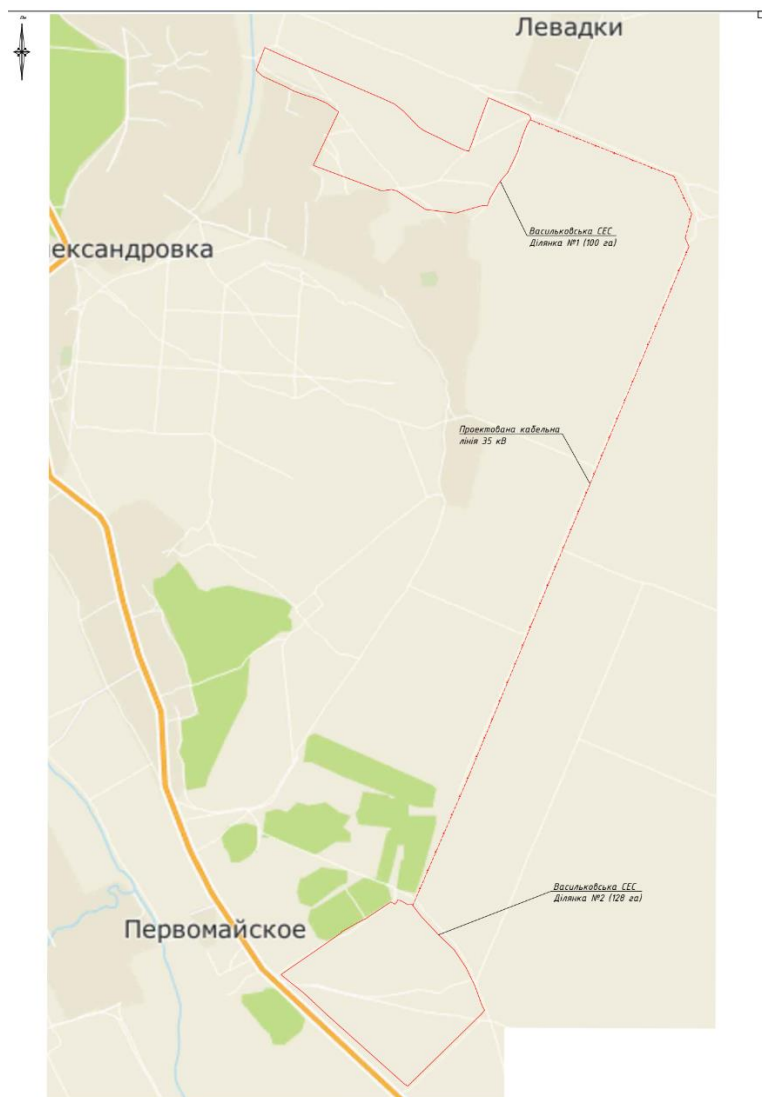 Левадки
Васильковська СЕС
Ділянка №1 (100 га)
ександровка
Проектована кабельна
лінія 35 кВ
Васильковська СЕС
Ділянка №2 (128 га)
Первомайское